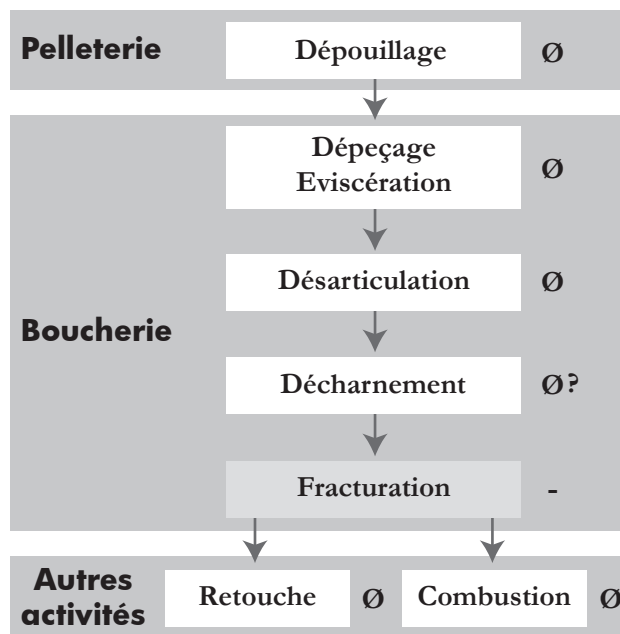 Pelleterie
Dépouillage Ø
Dépeçage
Eviscération Ø
Boucherie
Désarticulation Ø
Décharnement Ø?
Fracturation -
Autres
activités
Retouche Ø Combustion Ø